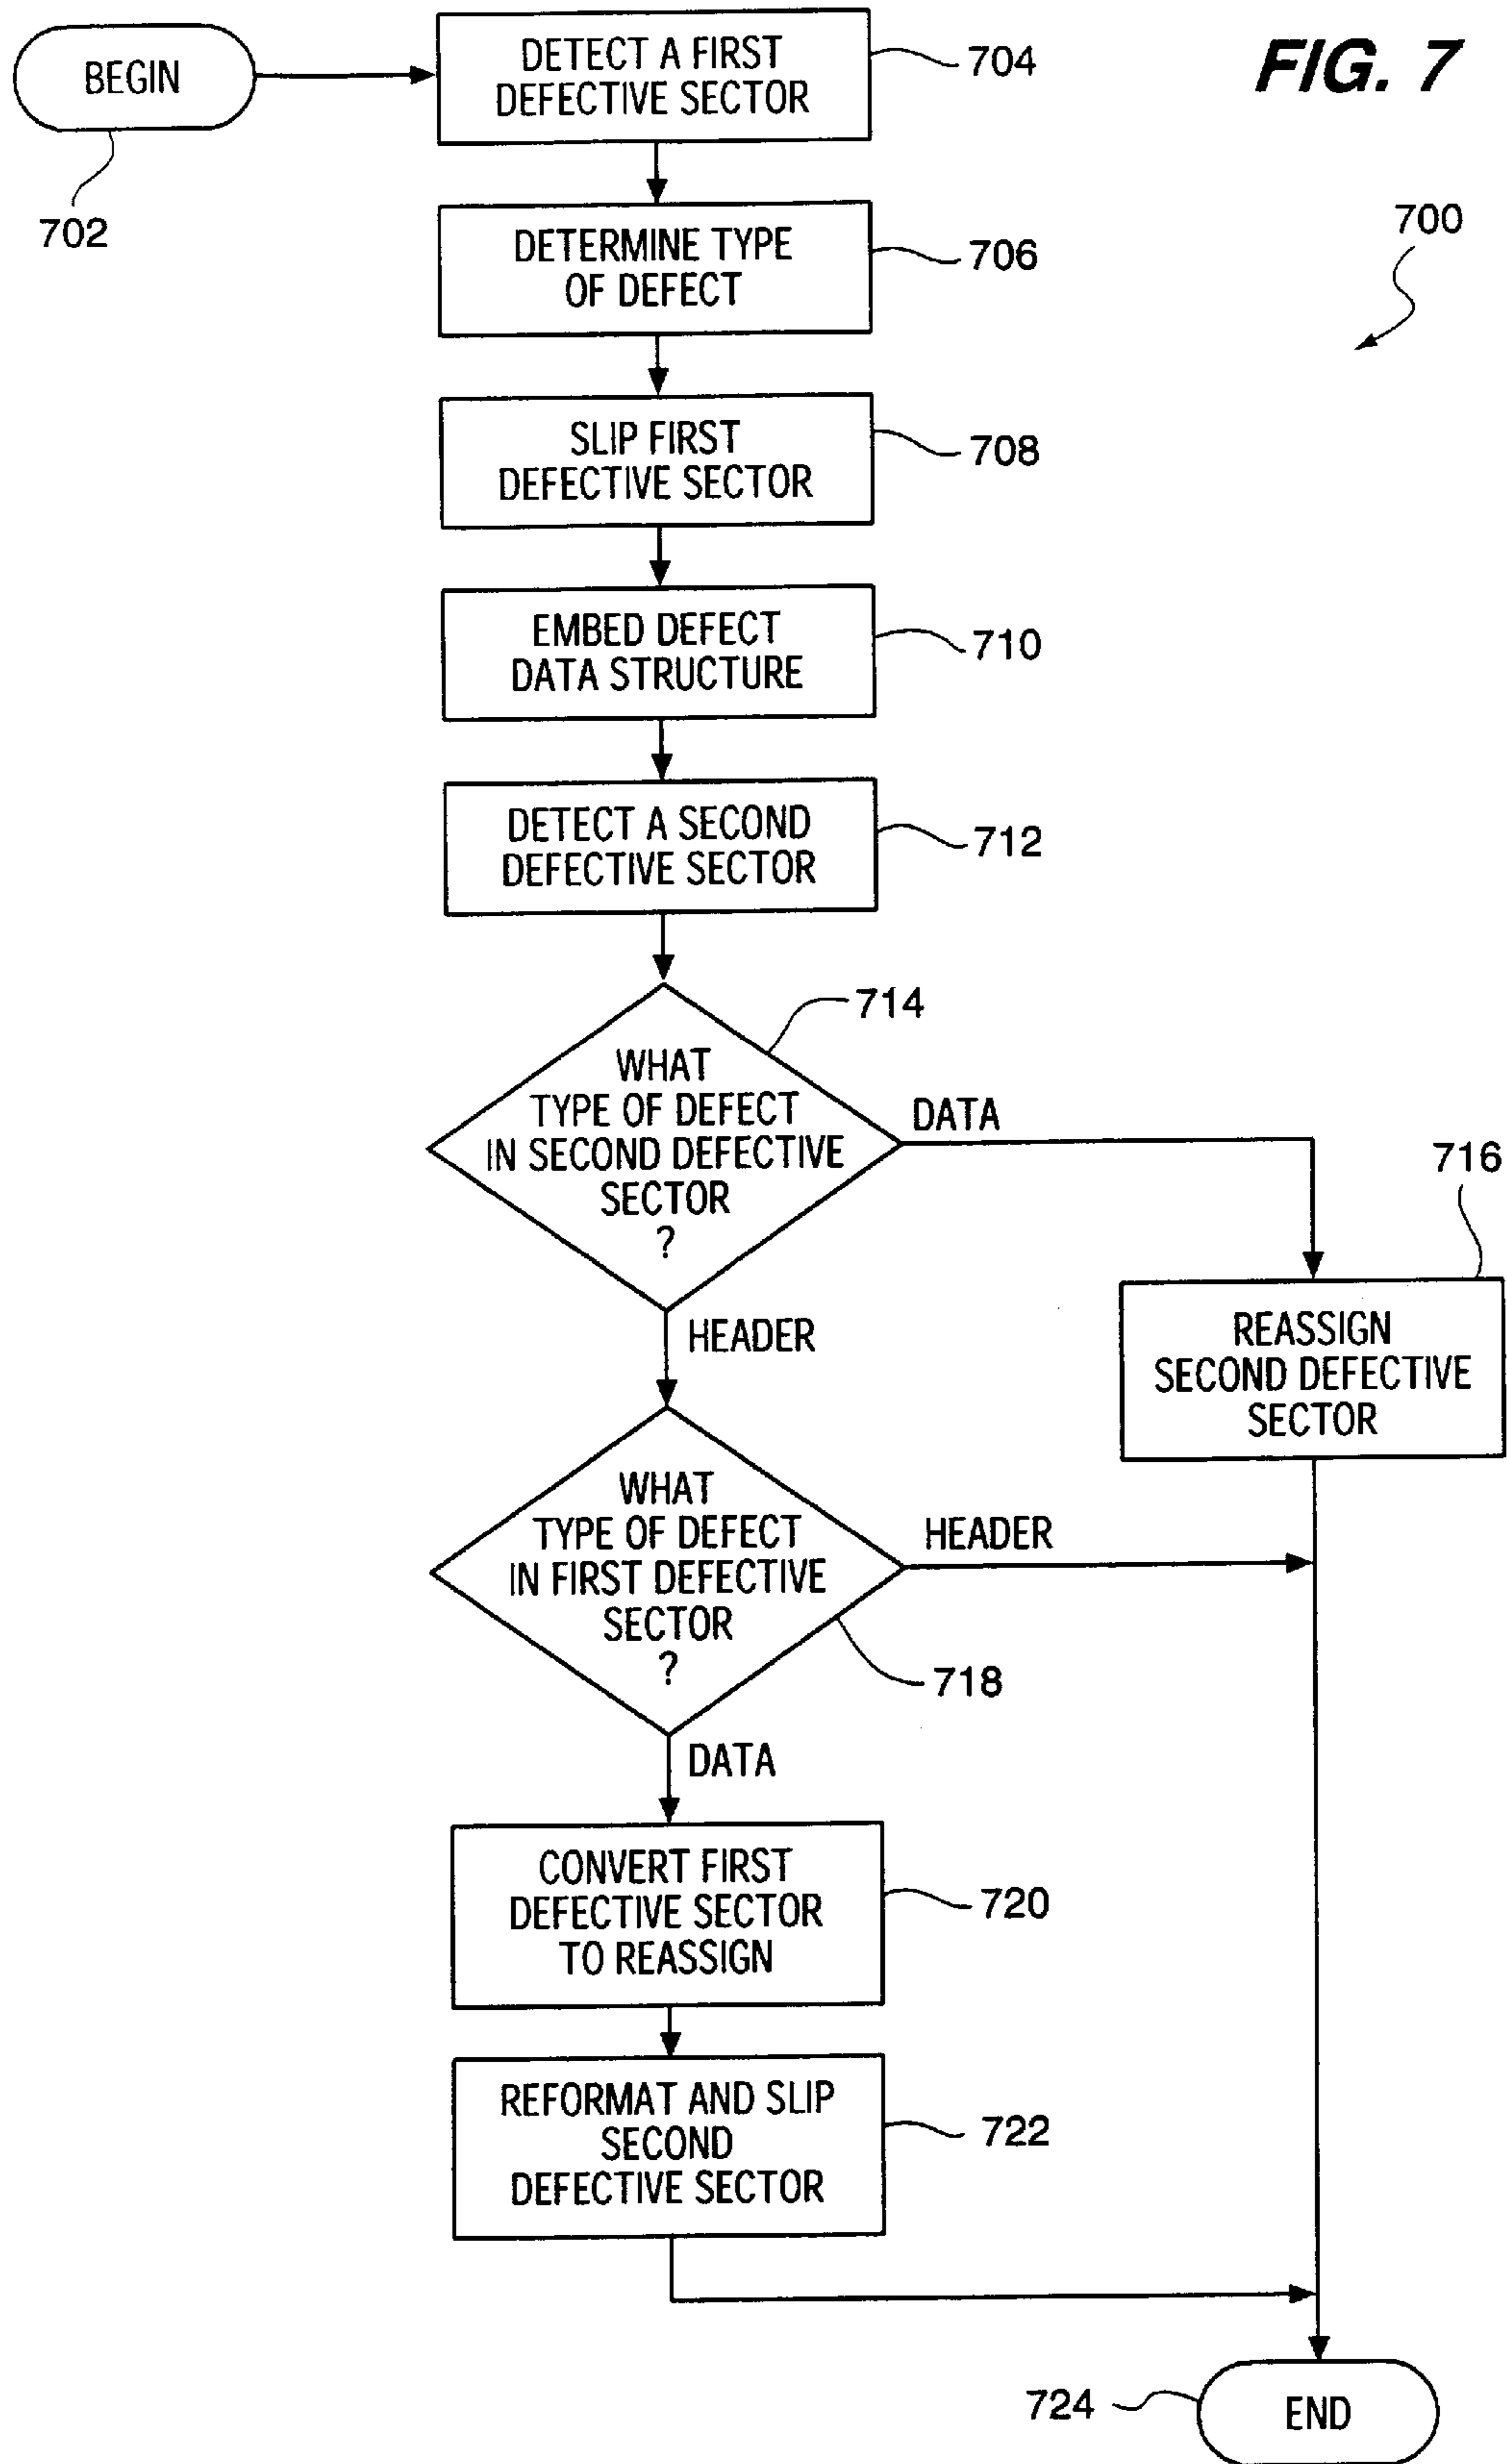 FIG. 7
700
BEGIN
702
DETECT A FIRST
DEFECTIVE SECTOR
704
DETERMINE TYPE
OF DEFECT
706
SLIP FIRST
DEFECTIVE SECTOR
708
EMBED DEFECT
DATA STRUCTURE
710
DETECT A SECOND
DEFECTIVE SECTOR
712
714
WHAT
TYPE OF DEFECT
IN SECOND DEFECTIVE
SECTOR
?
DATA
716
REASSIGN
SECOND DEFECTIVE
SECTOR
HEADER
WHAT
TYPE OF DEFECT
IN FIRST DEFECTIVE
SECTOR
?
HEADER
718
DATA
CONVERT FIRST
DEFECTIVE SECTOR
TO REASSIGN
720
REFORMAT AND SLIP
SECOND
DEFECTIVE SECTOR
722
724
END